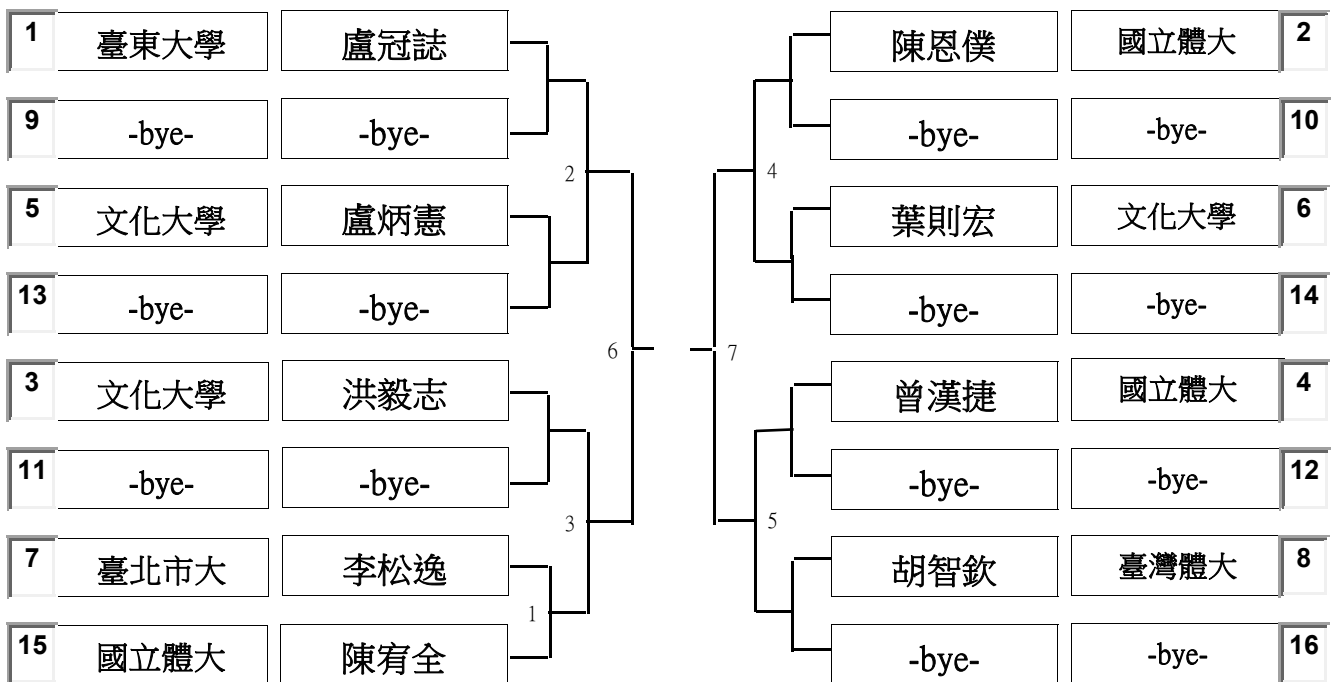 1 臺東大學 盧冠誌 陳恩僕 國立體大 2
9 -bye- -bye- -bye- -bye- 10
2 4
5 文化大學 盧炳憲 葉則宏 文化大學 6
13 -bye- -bye- -bye- -bye- 14
6 7
3 文化大學 洪毅志 曾漢捷 國立體大 4
11 -bye- -bye- -bye- -bye- 12
3 5
7 臺北市大 李松逸 胡智欽 臺灣體大 8
1
15 國立體大 陳宥全 -bye- -bye- 16